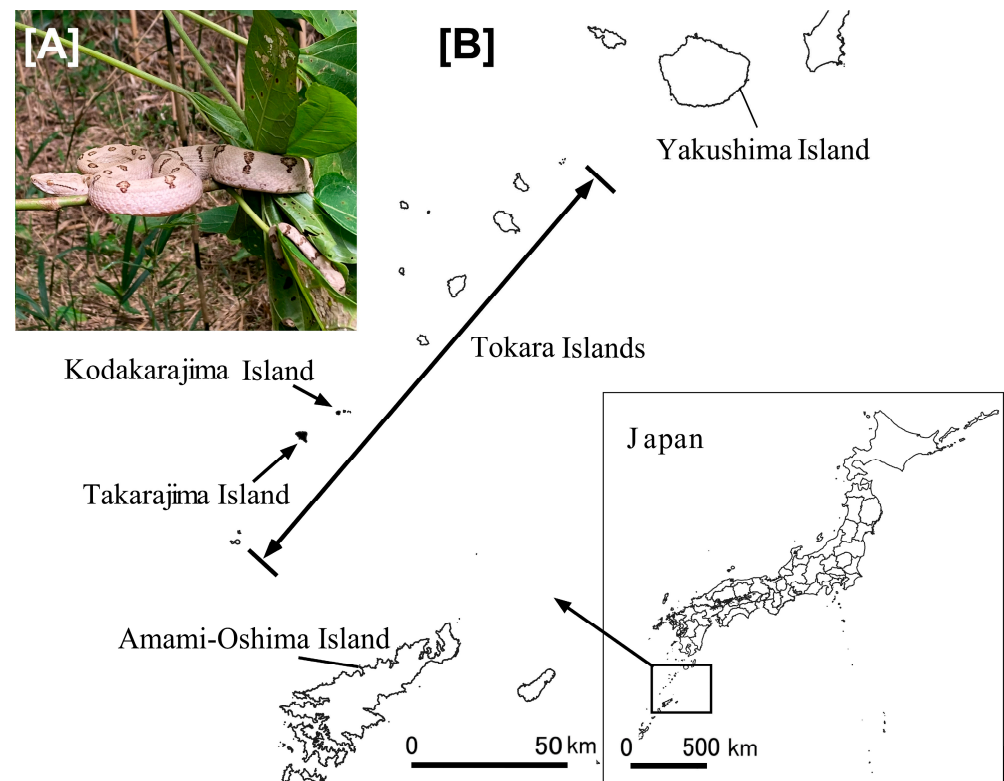 [A]
[B]
Yakushima Island
Tokara Islands
Kodakarajima Island
Takarajima Island
Japan
Amami-Oshima Island
0 50 km
0 500 km